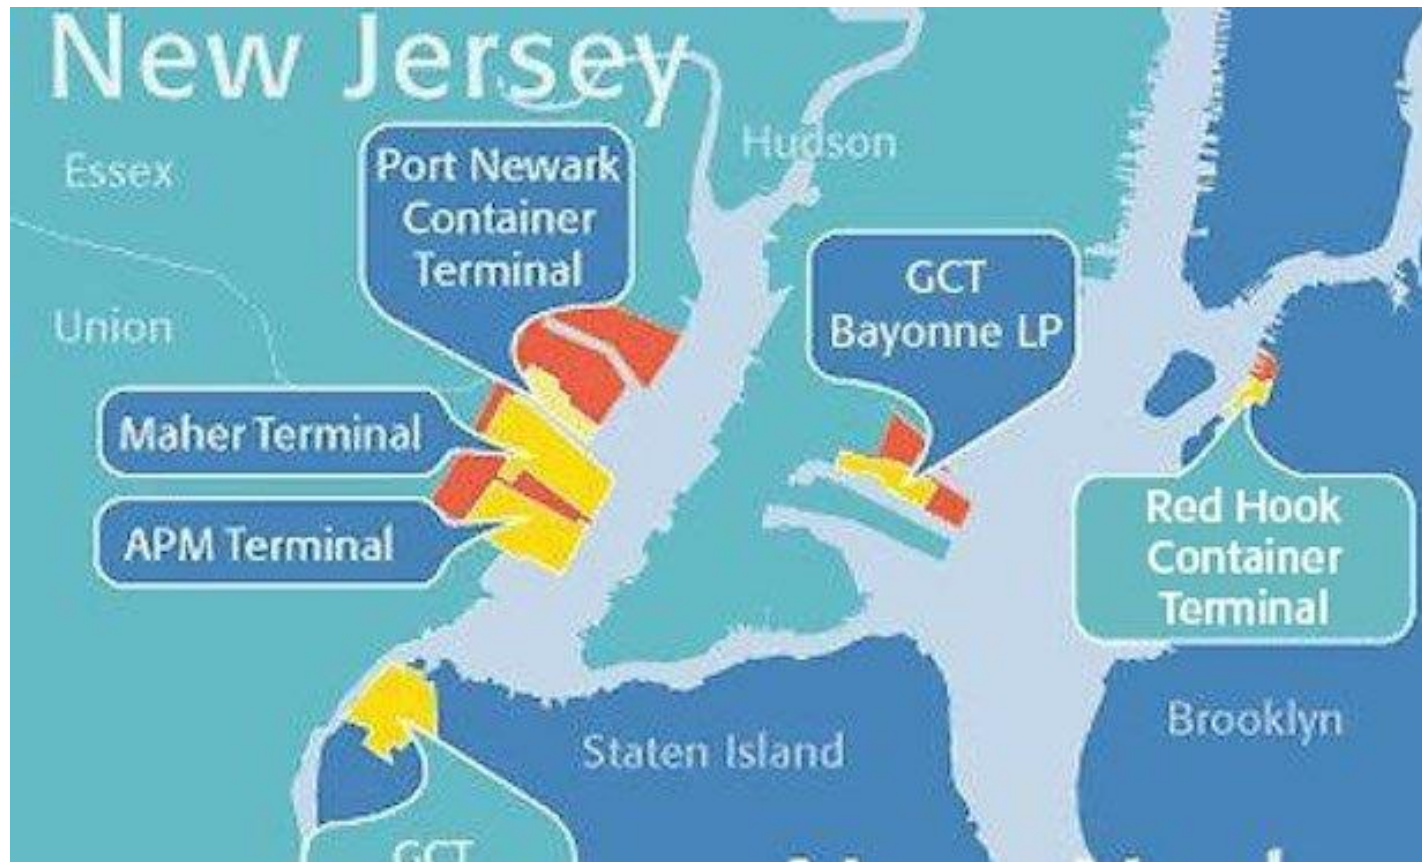 New Jersey
Essex
Hudson
Port Newark
Container
Terminal
GCT
Bayonne LP
Union
Maher Terminal
APM Terminal
Red Hook
Container
Terminal
Brooklyn
Staten Island
GCT